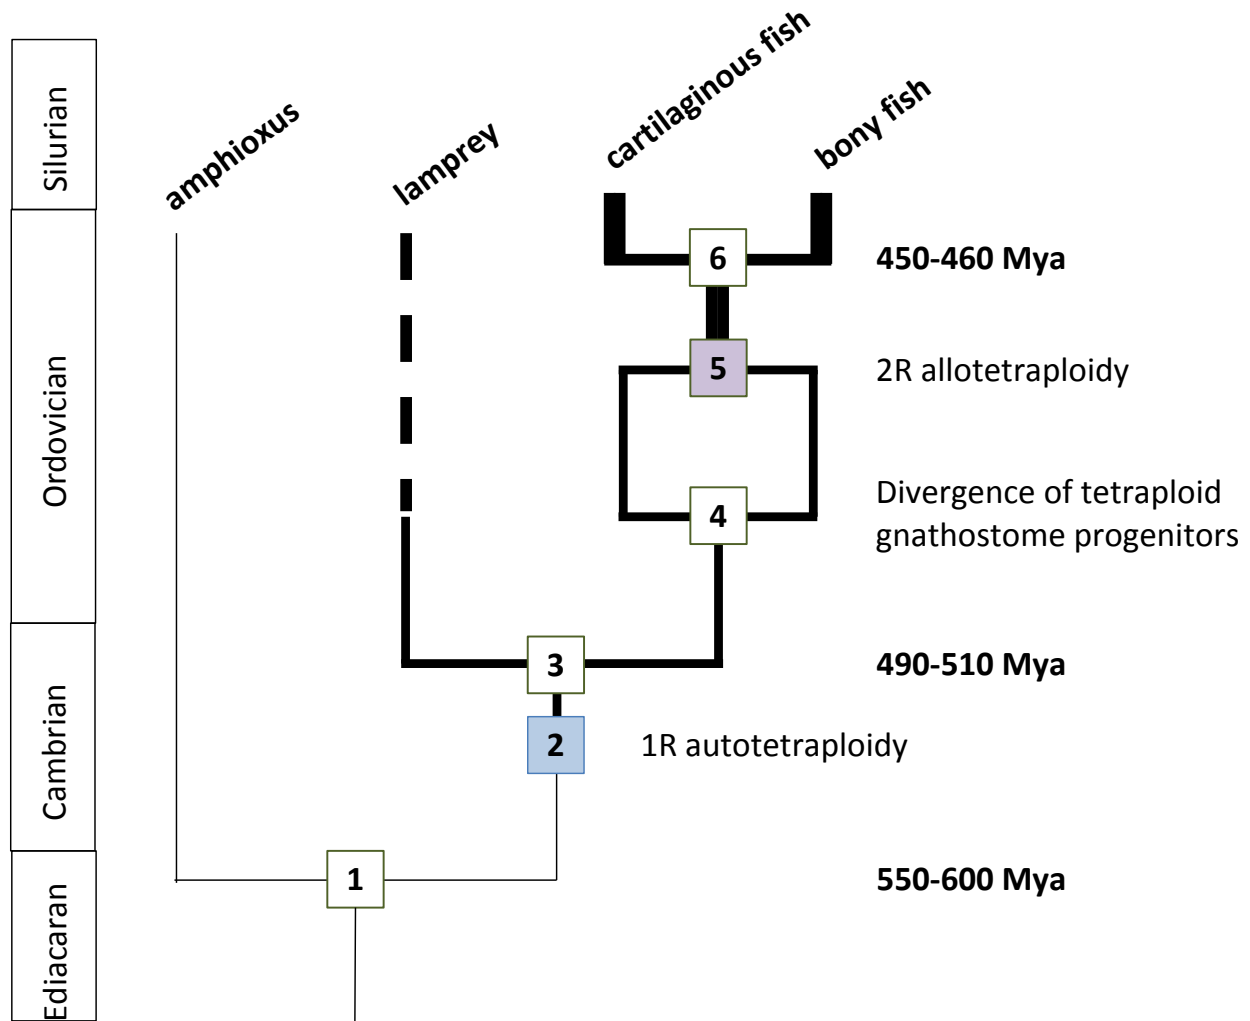 Silurian
Ordovician
Cambrian
Ediacaran
amphioxus
lamprey
cartilaginous fish
bony fish
6
450-460 Mya
5
2R allotetraploidy
4
Divergence of tetraploid
gnathostome progenitors
3
490-510 Mya
2
1R autotetraploidy
1
550-600 Mya